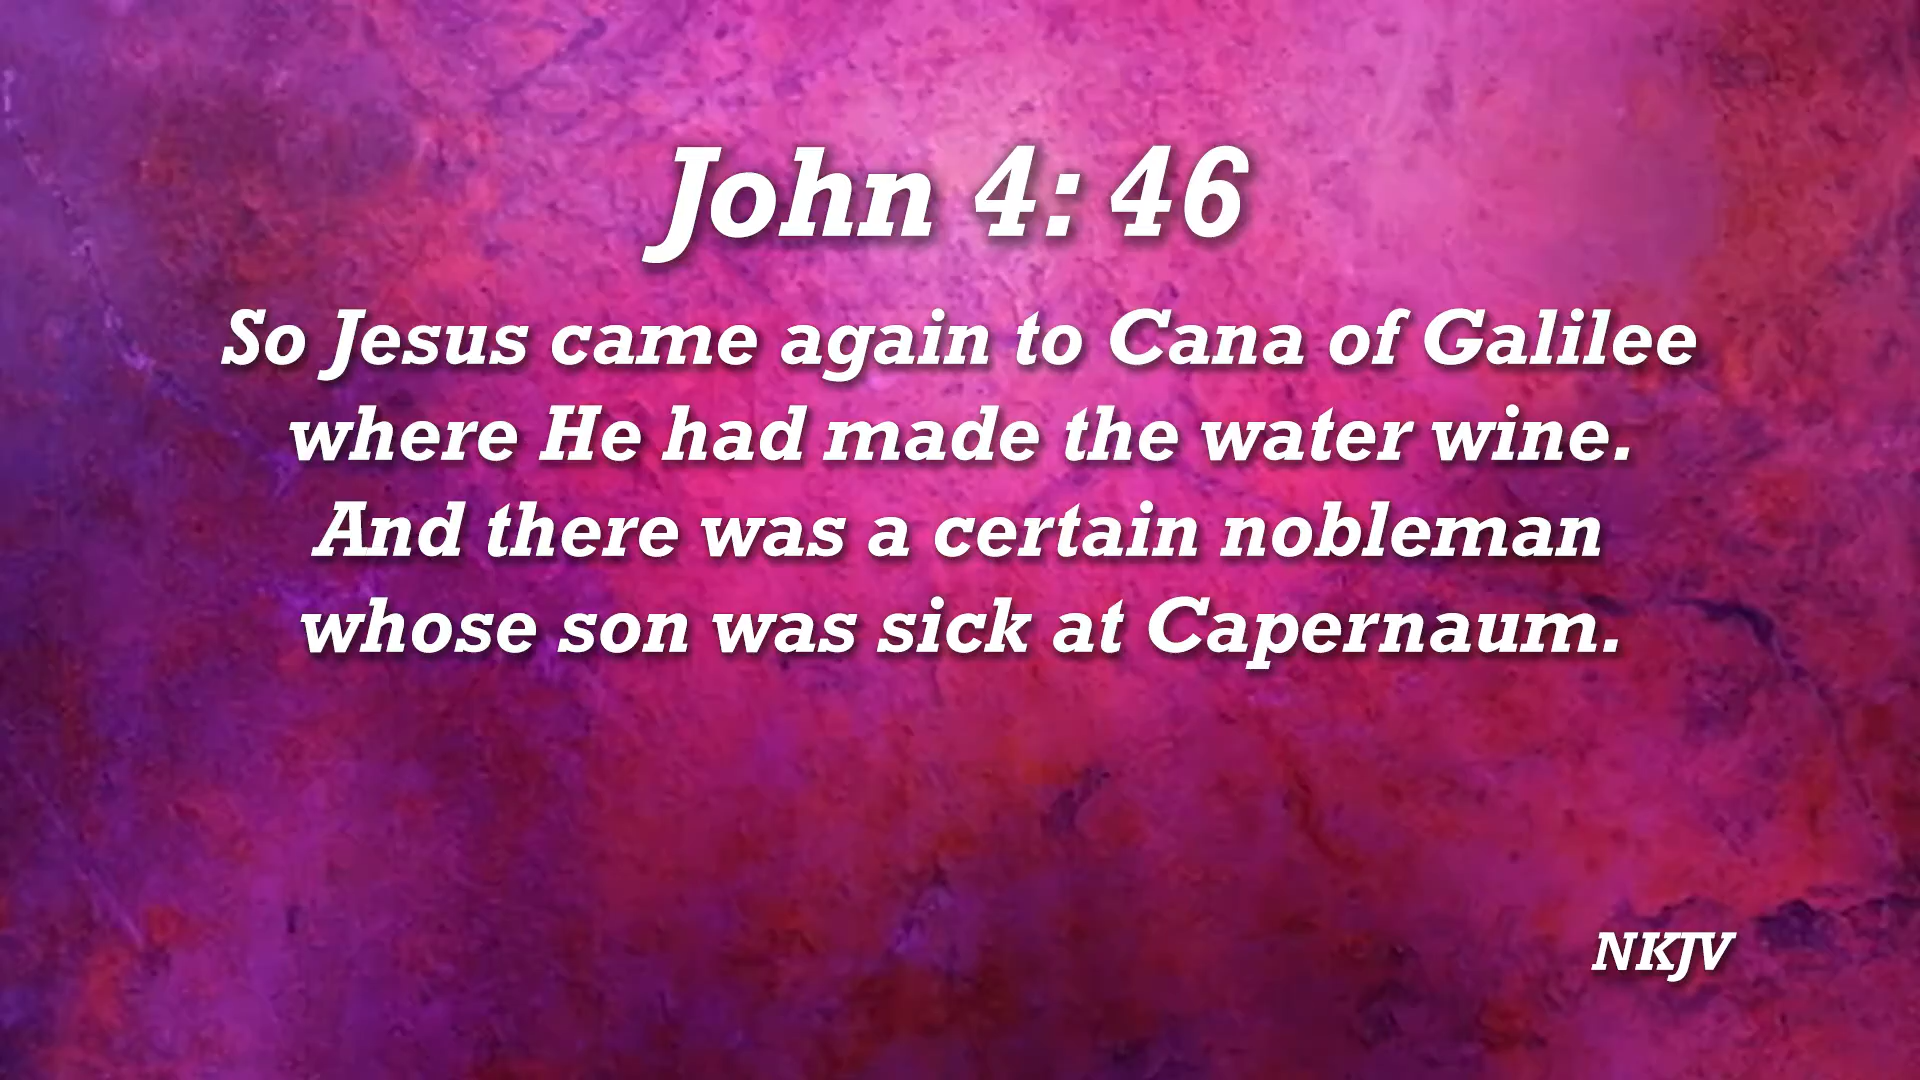 John 4: 46
So Jesus came again to Cana of Galilee
where He had made the water wine.
And there was a certain nobleman
whose son was sick at Capernaum.
NKJV